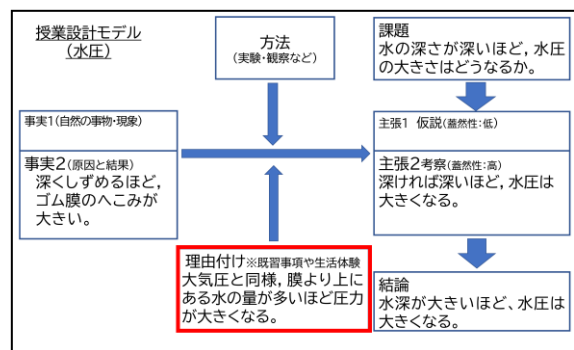 授業設計モデル
(水圧)
方法
(実験・観察など)
課題
水の深さが深いほど，水圧
の大きさはどうなるか。
事実1(自然の事物・現象)
事実2(原因と結果)
深くしずめるほど，
ゴム膜のへこみが
大きい。
主張1 仮説(蓋然性:低)
主張2考察(蓋然性:高)
深ければ深いほど，水圧は
大きくなる。
理由付け※既習事項や生活体験
大気圧と同様，膜より上に
ある水の量が多いほど圧力
が大きくなる。
結論
水深が大きいほど、水圧は
大きくなる。